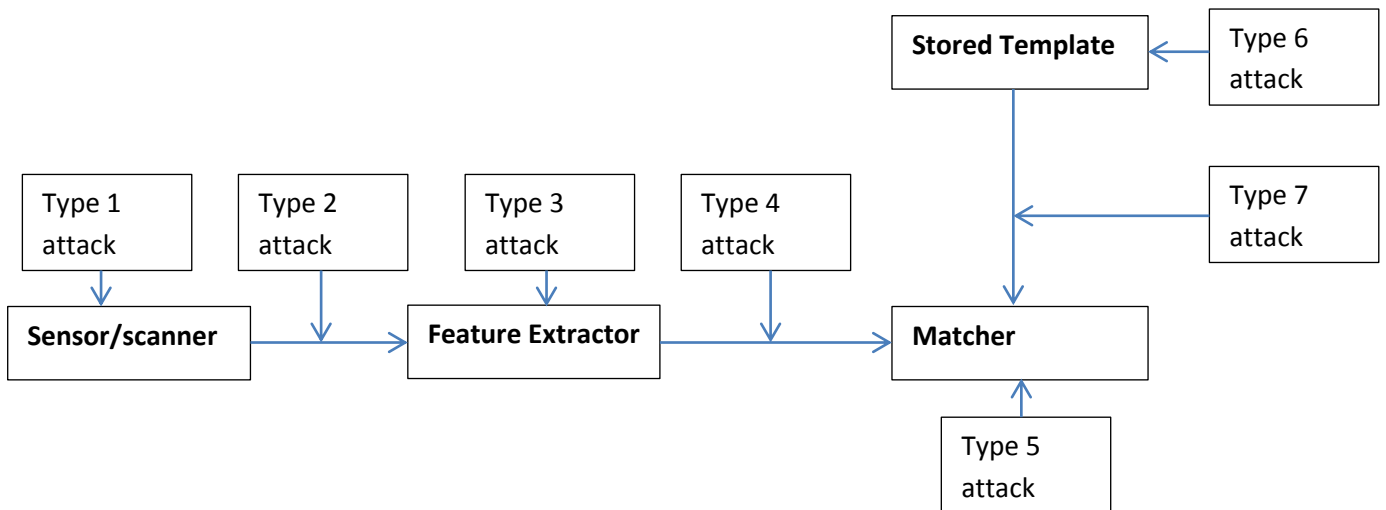 Stored Template
Type 6
attack
Type 1
attack
Type 2
attack
Type 3
attack
Type 4
attack
Type 7
attack
Sensor/scanner
Feature Extractor
Matcher
Type 5
attack